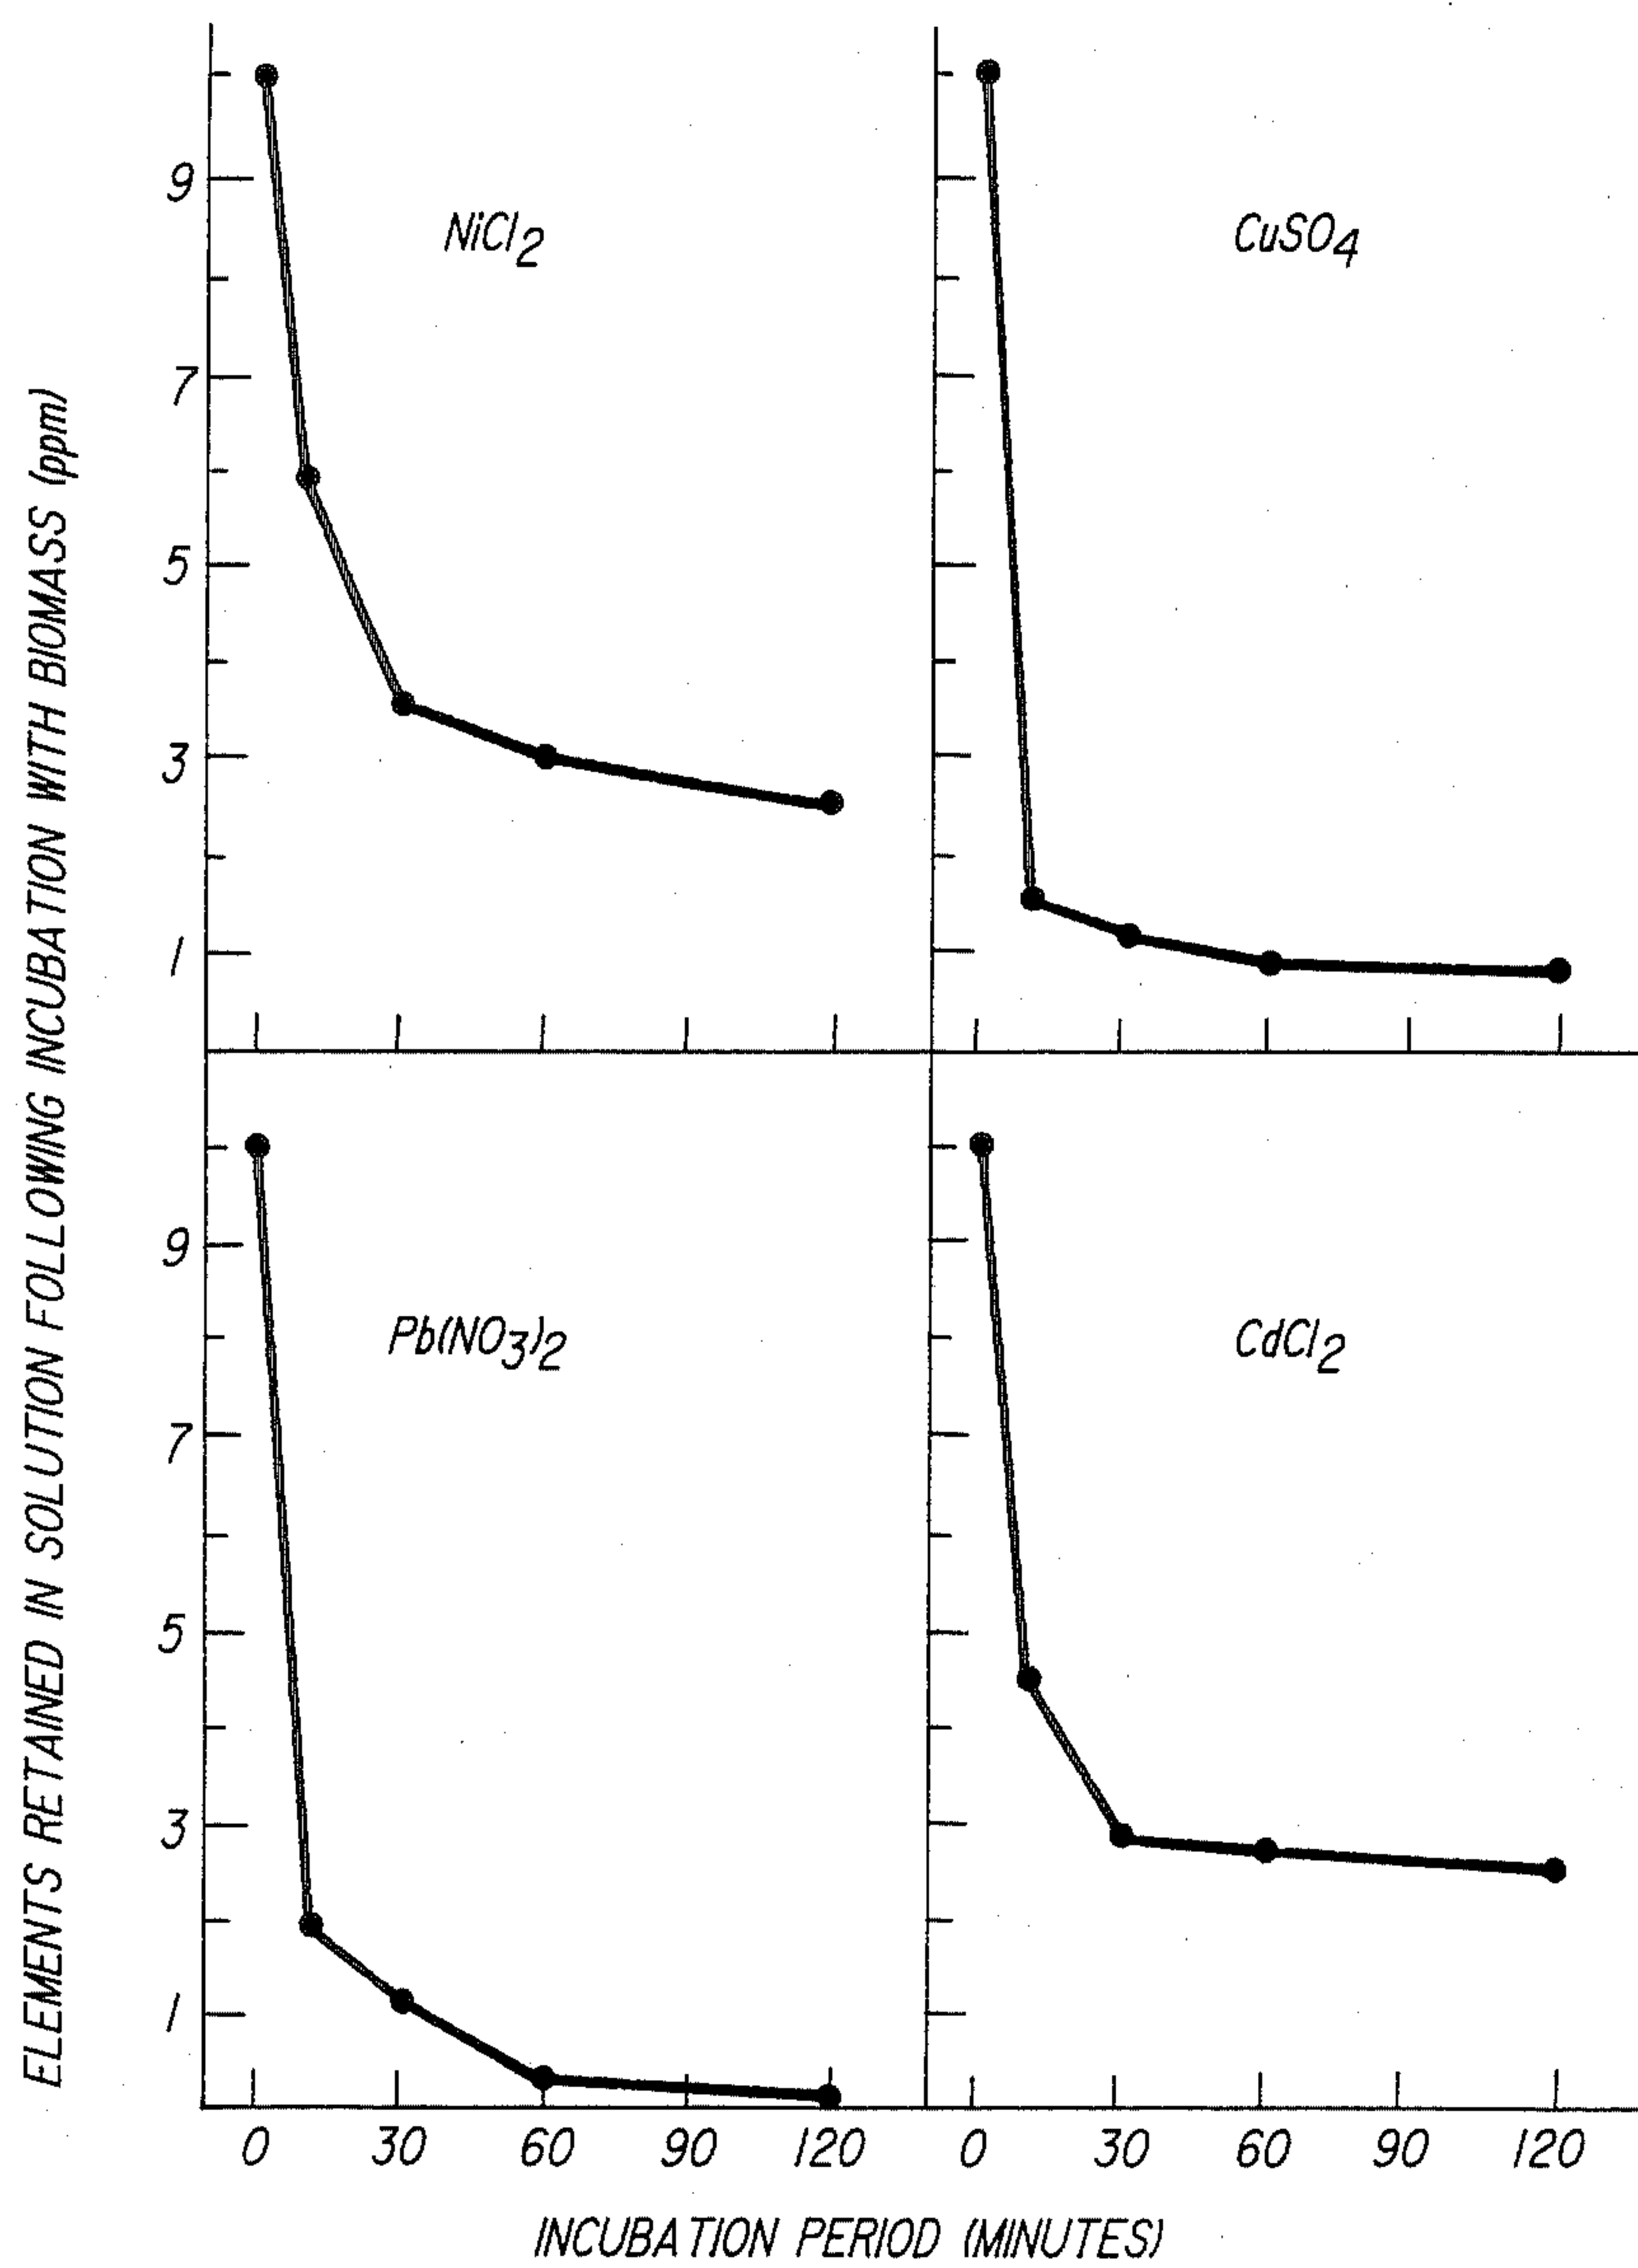 ELEMENTS RETAINED IN SOLUTION FOLLOWING INCUBATION WITH BIOMASS (ppm)
NiCl2
CuSO4
9
7
5
3
1
Pb(NO3)2
CdCl2
9
7
5
3
1
0 30 60 90 120 0 30 60 90 120
INCUBATION PERIOD (MINUTES)